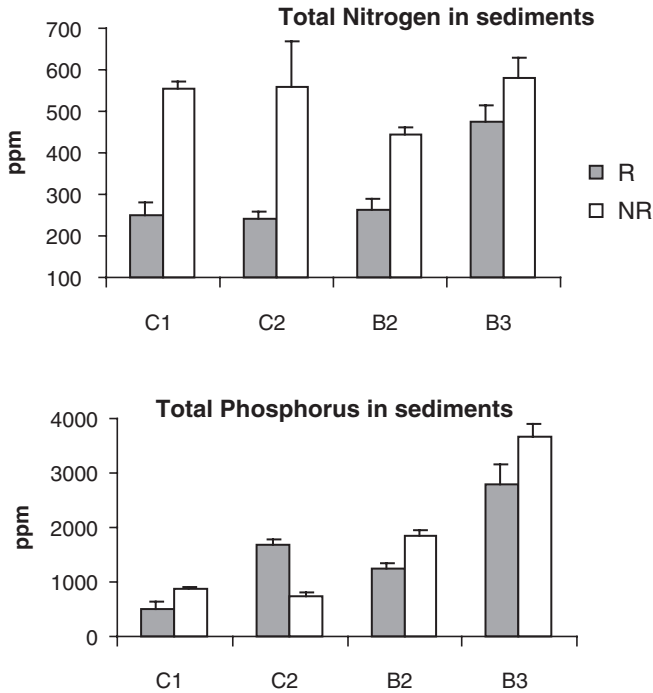 Total Nitrogen in sediments
700
600
500
400
300
200
100
ppm
C1 C2 B2 B3
R
NR
Total Phosphorus in sediments
4000
3000
2000
1000
0
ppm
C1 C2 B2 B3